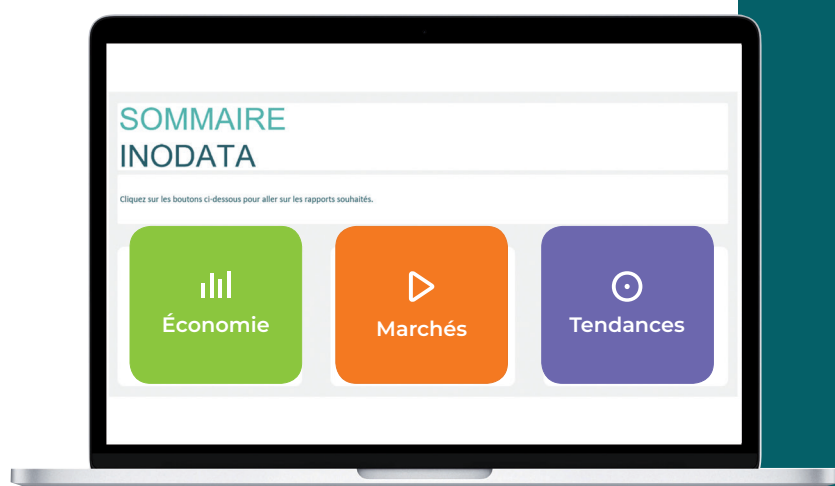 SOMMAIRE
INODATA
Cliquez sur les boutons ci-dessous pour aller sur les rapports souhaités.
Économie
Marchés
Tendances